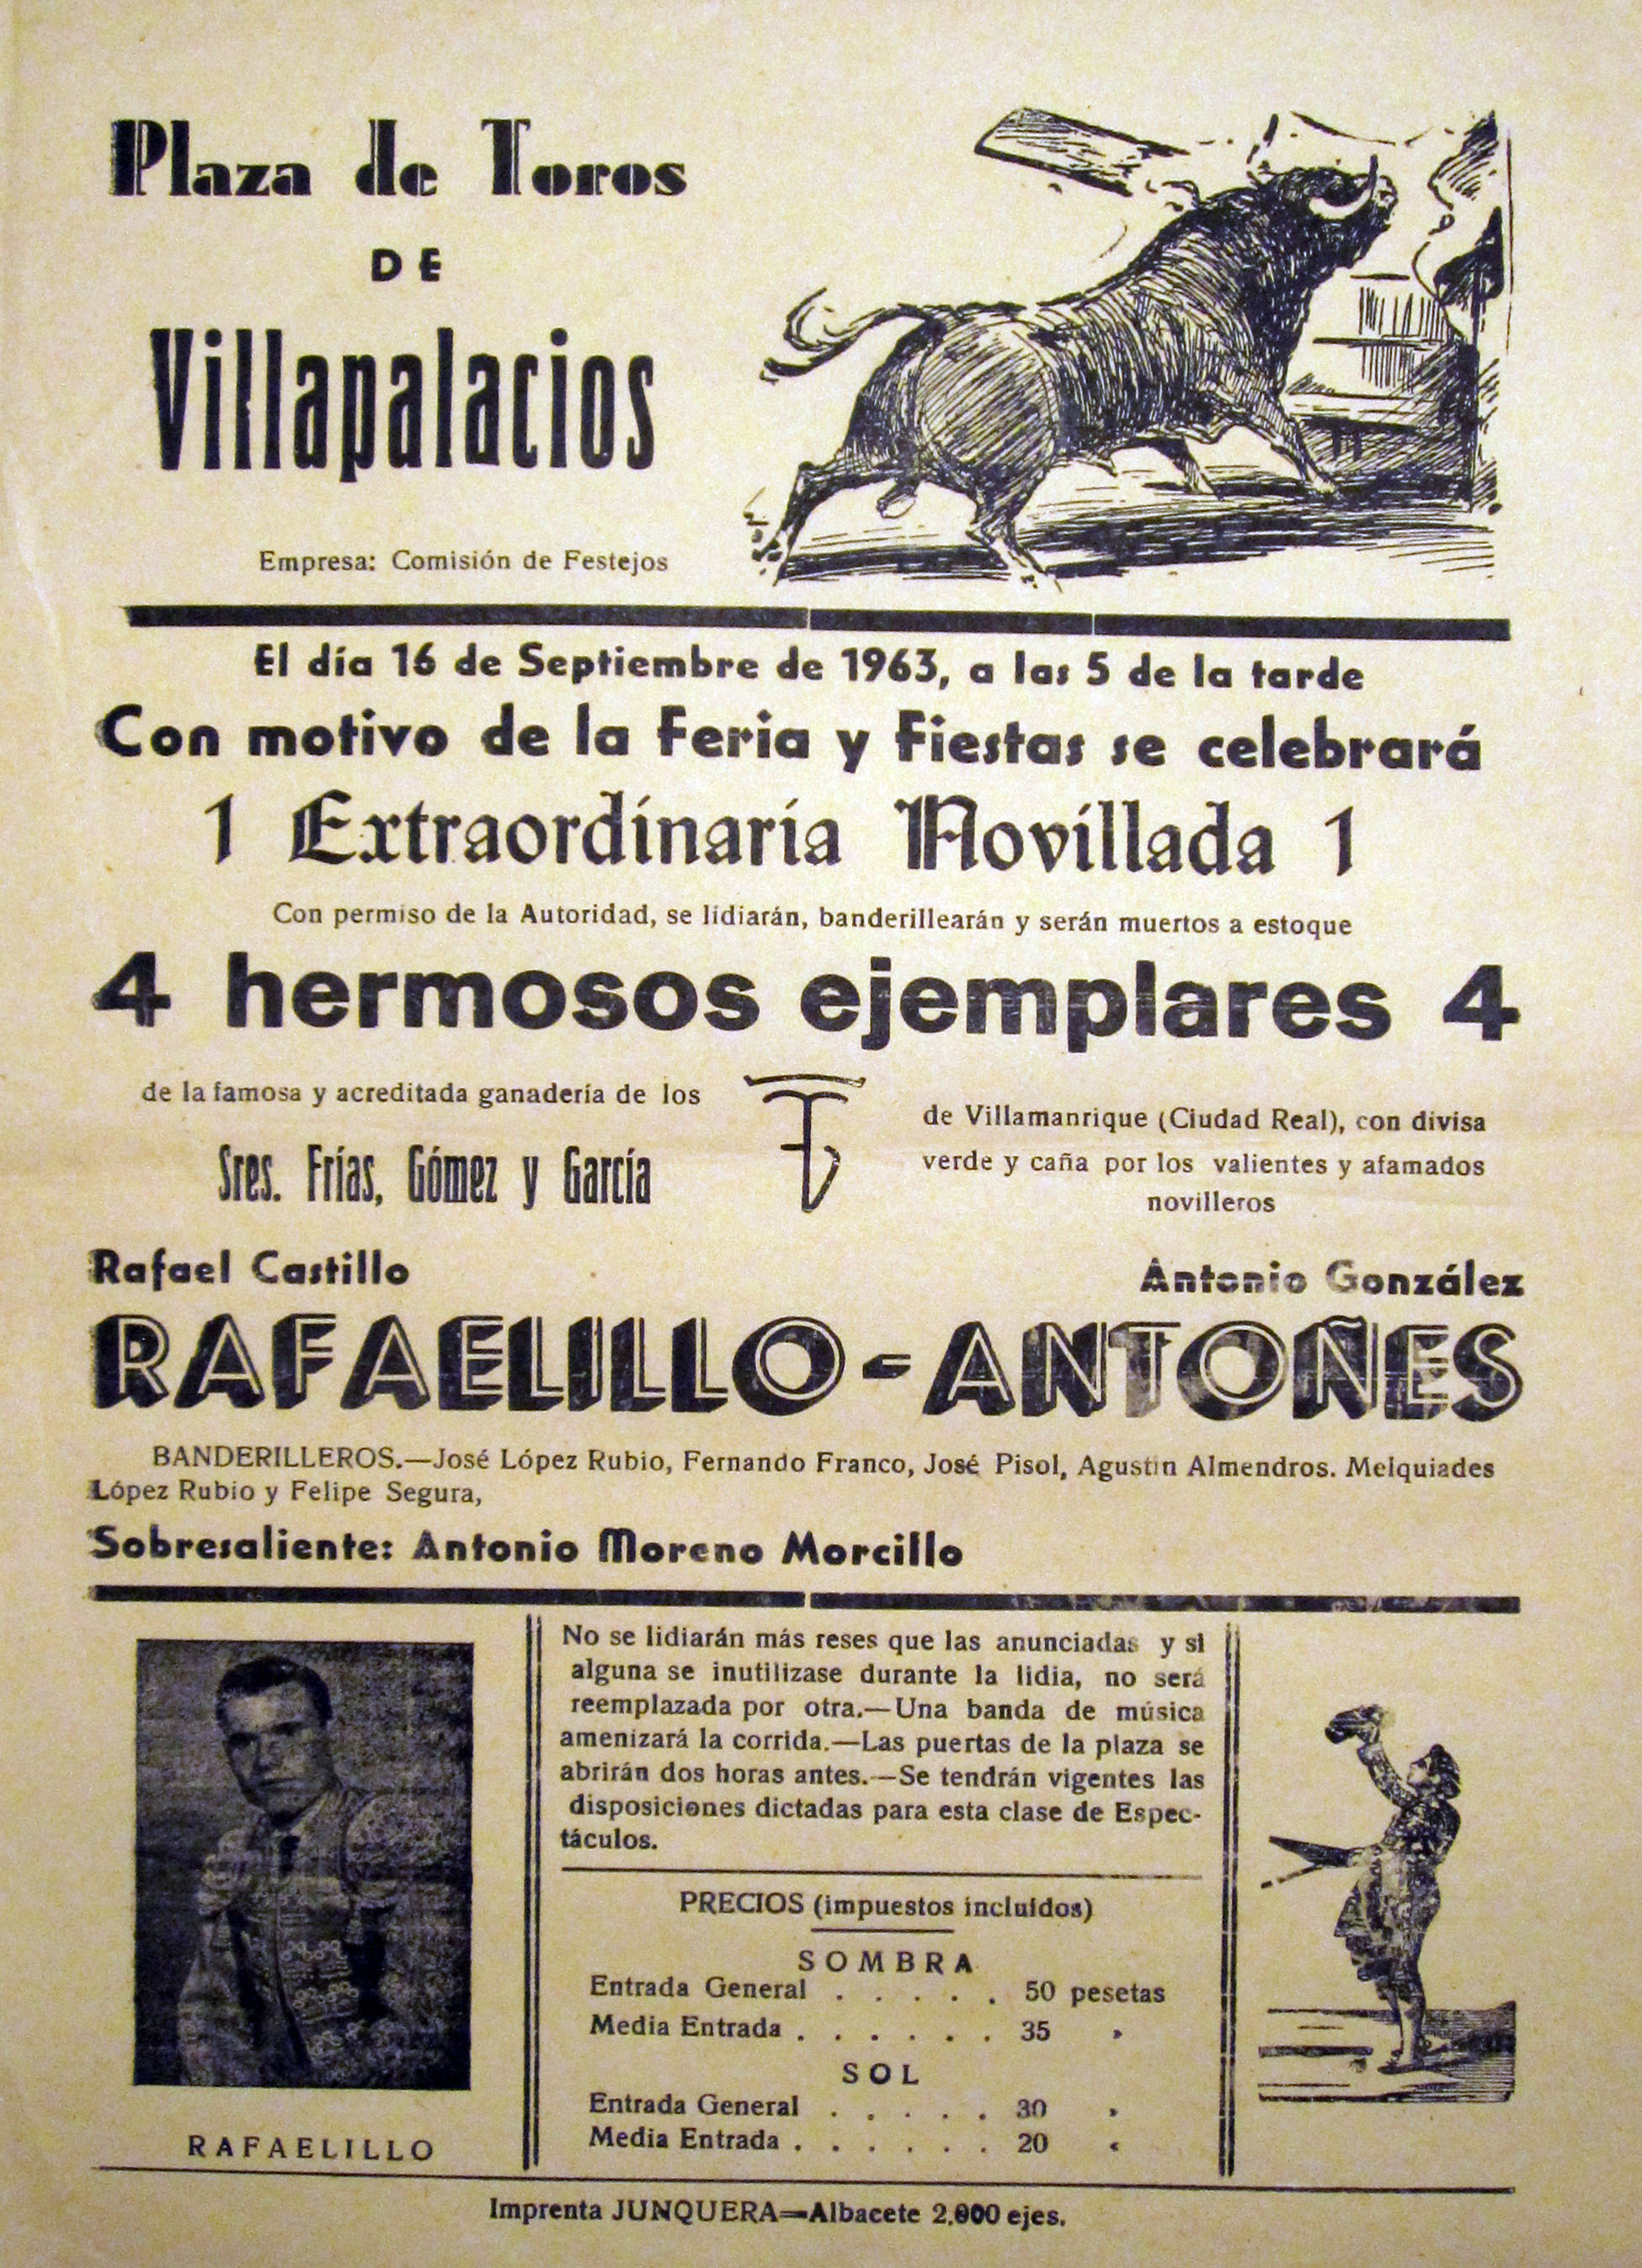 Plaza de Toros
DE
Villapalacios
Empresa: Comisión de Festejos
El día 16 de Septiembre de 1963, a las 5 de la tarde
Con motivo de la Feria y Fiestas se celebrará
1 Extraordinaria Novillada 1
Con permiso de la Autoridad, se lidiarán, banderillearán y serán muertos a estoque
4 hermosos ejemplares 4
de la famosa y acreditada ganadería de los
Sres. Frías, Gómez y García
de Villamanrique (Ciudad Real), con divisa
verde y caña por los valientes y afamados
novilleros
Rafael Castillo
Antonio González
RAFAELILLO - ANTOÑES
BANDERILLEROS.—José López Rubio, Fernando Franco, José Pisol, Agustín Almendros. Melquiades
López Rubio y Felipe Segura,
Sobresaliente: Antonio Moreno Morcillo
RAFAELILLO
No se lidiarán más reses que las anunciadas y si
alguna se inutilizase durante la lidia, no será
reemplazada por otra.—Una banda de música
amenizará la corrida.—Las puertas de la plaza se
abrirán dos horas antes.—Se tendrán vigentes las
disposiciones dictadas para esta clase de Espec-
táculos.
PRECIOS (impuestos incluídos)
SOMBRA
Entrada General . . . . . 50 pesetas
Media Entrada . . . . . . 35 »
SOL
Entrada General . . . . . 30 »
Media Entrada . . . . . . 20 «
Imprenta JUNQUERA—Albacete 2.000 ejes.